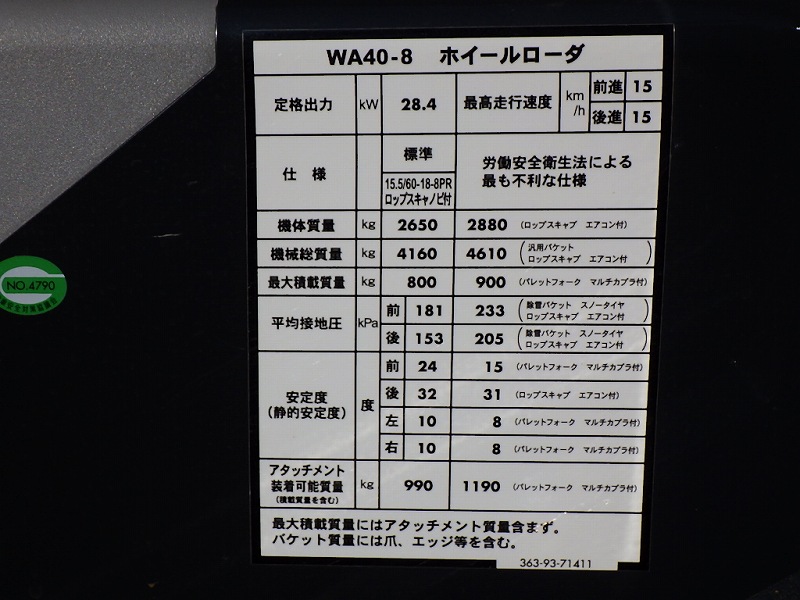 WA40-8 ホイールローダ
定格出力 kW 28.4 最高走行速度 km/h 前進 15
後進 15
仕様 標準 15.5/60-18-8PR ロップスキャノピ付 労働安全衛生法による
最も不利な仕様
機体質量 kg 2650 2880 (ロップスキャブ エアコン付)
機械総質量 kg 4160 4610 (汎用バケット
ロップスキャブ エアコン付)
最大積載質量 kg 800 900 (パレットフォーク マルチカプラ付)
平均接地圧 kPa 前 181 233 (除雪バケット スノータイヤ
ロップスキャブ エアコン付)
後 153 205 (除雪バケット スノータイヤ
ロップスキャブ エアコン付)
安定度
(静的安定度) 度 前 24 15 (パレットフォーク マルチカプラ付)
後 32 31 (ロップスキャブ エアコン付)
左 10 8 (パレットフォーク マルチカプラ付)
右 10 8 (パレットフォーク マルチカプラ付)
アタッチメント
装着可能質量
(積載質量を含む) kg 990 1190 (パレットフォーク マルチカプラ付)
最大積載質量にはアタッチメント質量含まず。
バケット質量には爪、エッジ等を含む。
363-93-71411
NO.4790